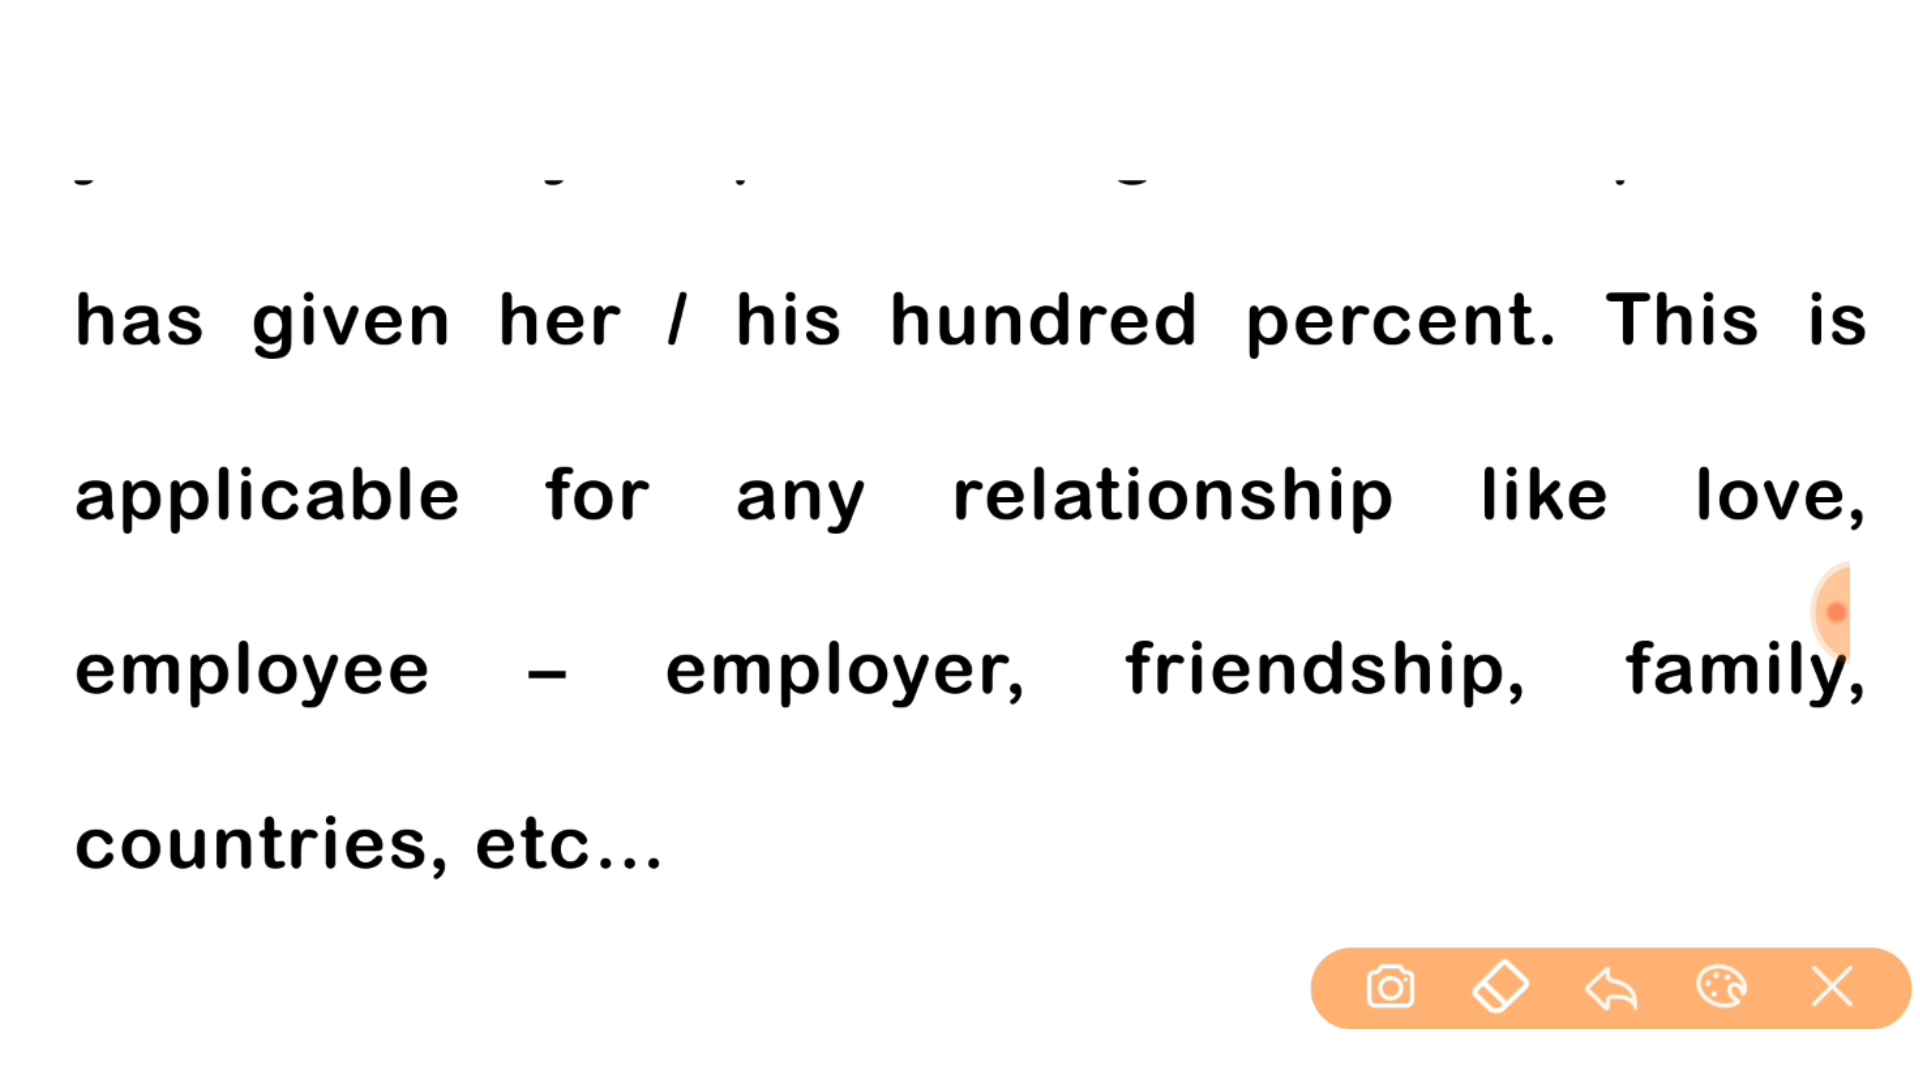 has given her / his hundred percent. This is
applicable for any relationship like love,
employee – employer, friendship, family,
countries, etc...